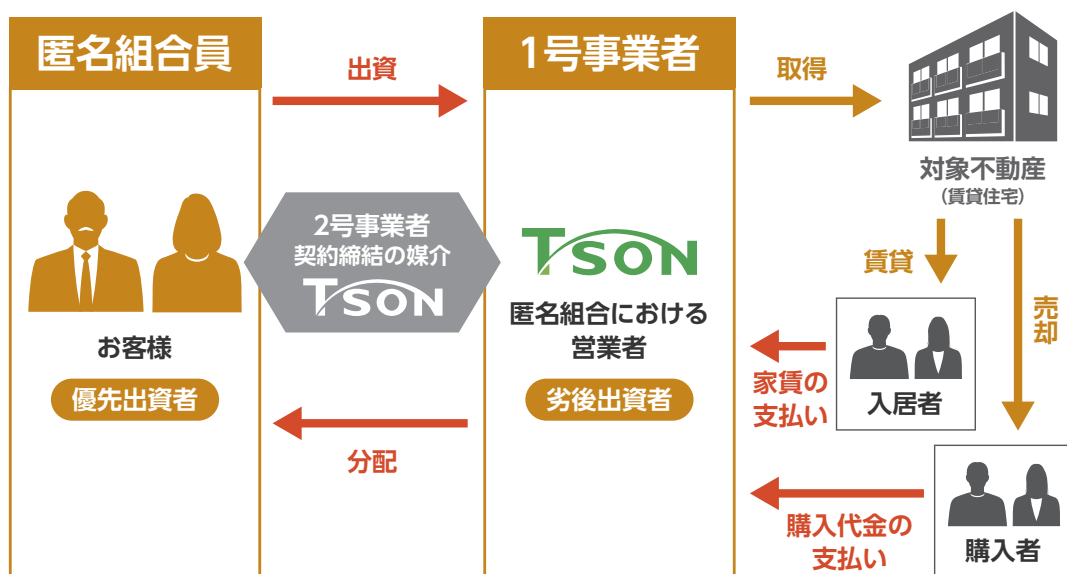 匿名組合員
お客様
優先出資者
出資
2号事業者
契約締結の媒介
TSON
分配
1号事業者
TSON
匿名組合における
営業者
劣後出資者
取得
対象不動産
(賃貸住宅)
賃貸
売却
入居者
家賃の
支払い
購入者
購入代金の
支払い